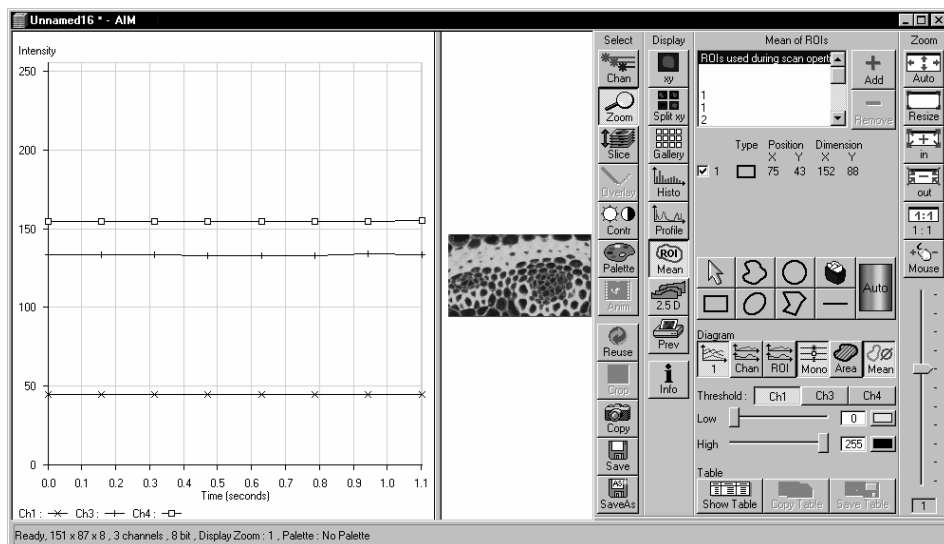 Unnamed16 * - AIM
Intensity
250
200
150
100
50
0
0.0 0.1 0.2 0.3 0.4 0.5 0.6 0.7 0.8 0.9 1.0 1.1
Time (seconds)
Ch1 : Ch3 : Ch4 :
Select
Chan
Zoom
Slice
Overlay
Contr
Palette
Anim
Reuse
Crop
Copy
Save
AS
SaveAs
Display
xy
Split xy
Gallery
Histo
Profile
ROI
Mean
2.5 D
Prev
i
Info
Mean of ROIs
ROIs used during scan operti
1
1
2
Add
Remove
Type Position Dimension
X Y X Y
1 75 43 152 88
Auto
Diagram
1 Chan ROI Mono Area Mean
Threshold : Ch1 Ch3 Ch4
Low 0
High 255
Table
Show Table Copy Table Save Table
Zoom
Auto
Resize
in
out
1:1
1 : 1
Mouse
1
Ready, 151 x 87 x 8 , 3 channels , 8 bit , Display Zoom : 1 , Palette : No Palette